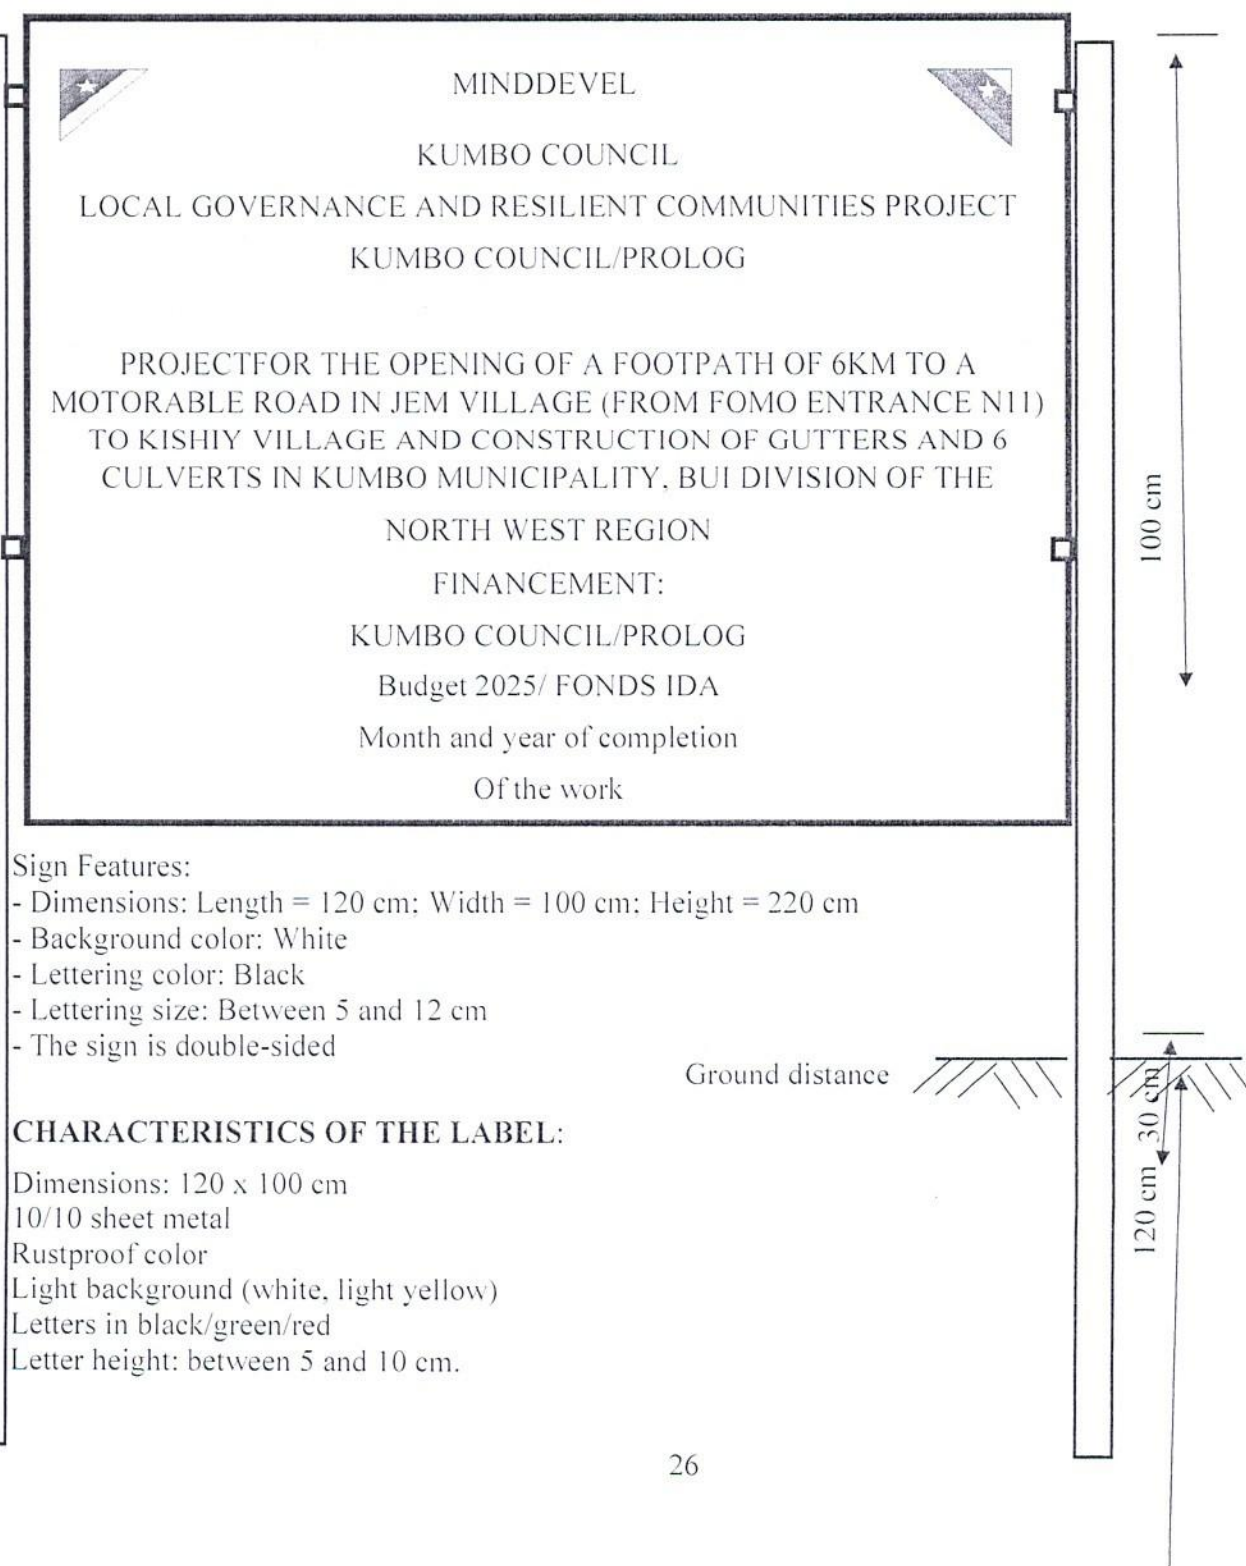 MINDDEVEL
KUMBO COUNCIL
LOCAL GOVERNANCE AND RESILIENT COMMUNITIES PROJECT
KUMBO COUNCIL/PROLOG
PROJECTFOR THE OPENING OF A FOOTPATH OF 6KM TO A
MOTORABLE ROAD IN JEM VILLAGE (FROM FOMO ENTRANCE N11)
TO KISHIY VILLAGE AND CONSTRUCTION OF GUTTERS AND 6
CULVERTS IN KUMBO MUNICIPALITY, BUI DIVISION OF THE
NORTH WEST REGION
FINANCEMENT:
KUMBO COUNCIL/PROLOG
Budget 2025/ FONDS IDA
Month and year of completion
Of the work
100 cm
Sign Features:
- Dimensions: Length = 120 cm; Width = 100 cm; Height = 220 cm
- Background color: White
- Lettering color: Black
- Lettering size: Between 5 and 12 cm
- The sign is double-sided
Ground distance
30 cm
120 cm
CHARACTERISTICS OF THE LABEL:
Dimensions: 120 x 100 cm
10/10 sheet metal
Rustproof color
Light background (white, light yellow)
Letters in black/green/red
Letter height: between 5 and 10 cm.
26